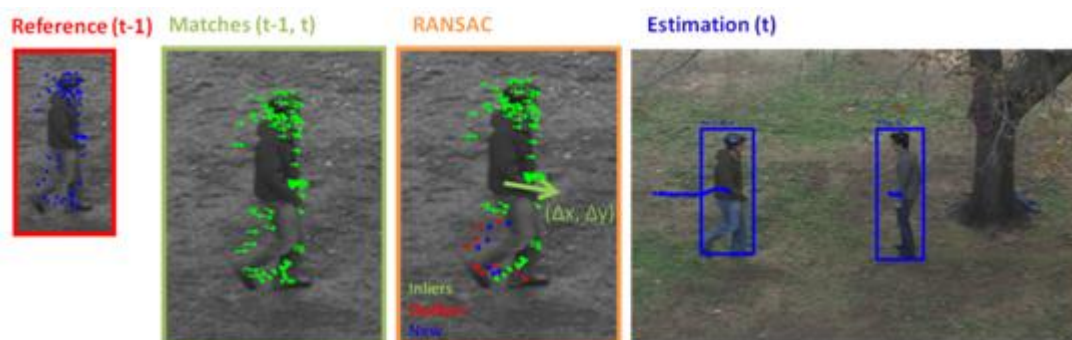 Reference (t-1)
Matches (t-1, t)
RANSAC
Estimation (t)
(Δx, Δy)
Inliers
Outliers
New